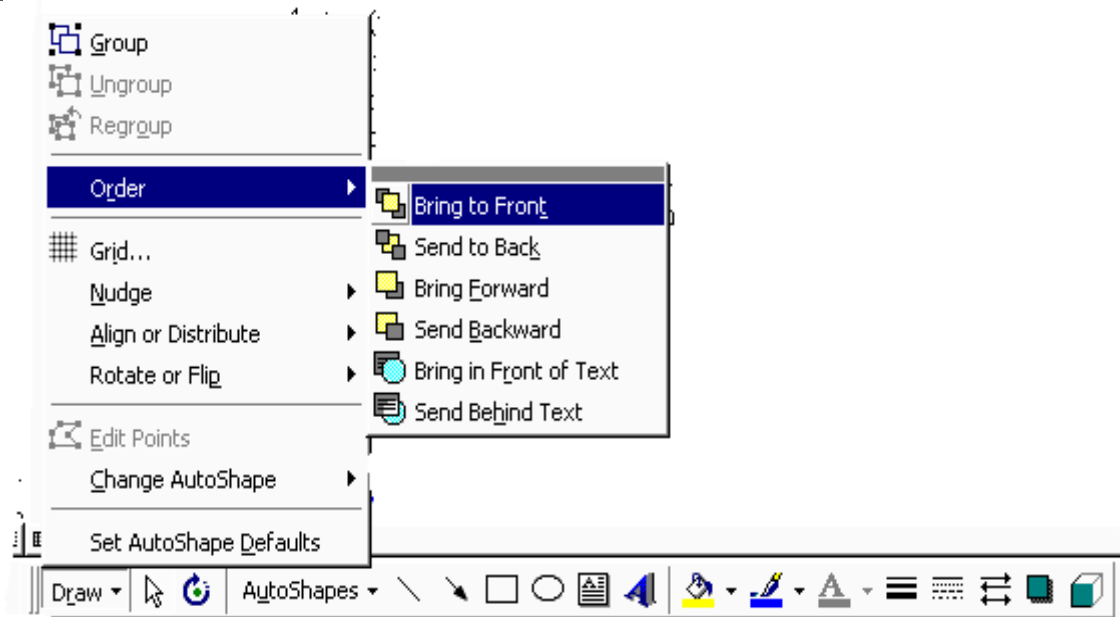 Group
Ungroup
Regroup
Order
Bring to Front
Send to Back
Grid...
Nudge
Bring Forward
Align or Distribute
Send Backward
Rotate or Flip
Bring in Front of Text
Send Behind Text
Edit Points
Change AutoShape
Set AutoShape Defaults
Draw
AutoShapes
A
A
A